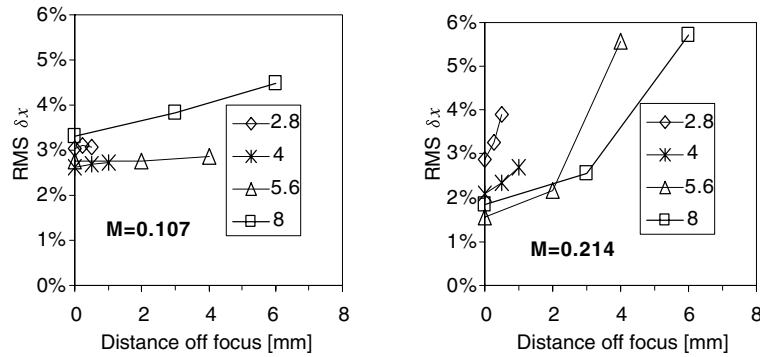 6%
5%
4%
3%
2%
1%
0%
RMS δx
2.8
4
5.6
8
M=0.107
0 2 4 6 8
Distance off focus [mm]
6%
5%
4%
3%
2%
1%
0%
RMS δx
2.8
4
5.6
8
M=0.214
0 2 4 6 8
Distance off focus [mm]